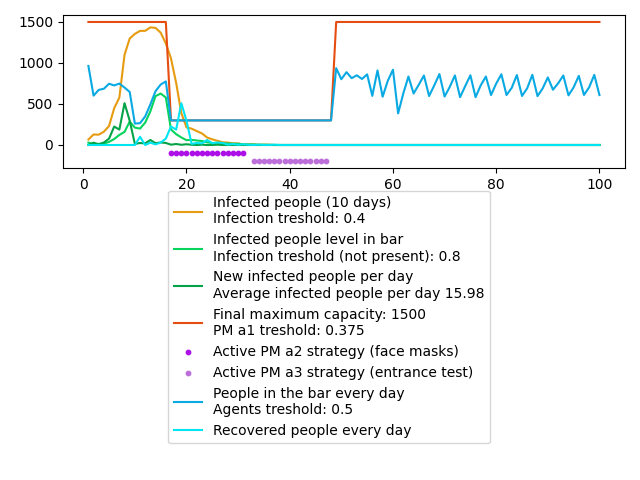 1500
1000
500
0
0 20 40 60 80 100
Infected people (10 days)
Infection treshold: 0.4
Infected people level in bar
Infection treshold (not present): 0.8
New infected people per day
Average infected people per day 15.98
Final maximum capacity: 1500
PM a1 treshold: 0.375
Active PM a2 strategy (face masks)
Active PM a3 strategy (entrance test)
People in the bar every day
Agents treshold: 0.5
Recovered people every day